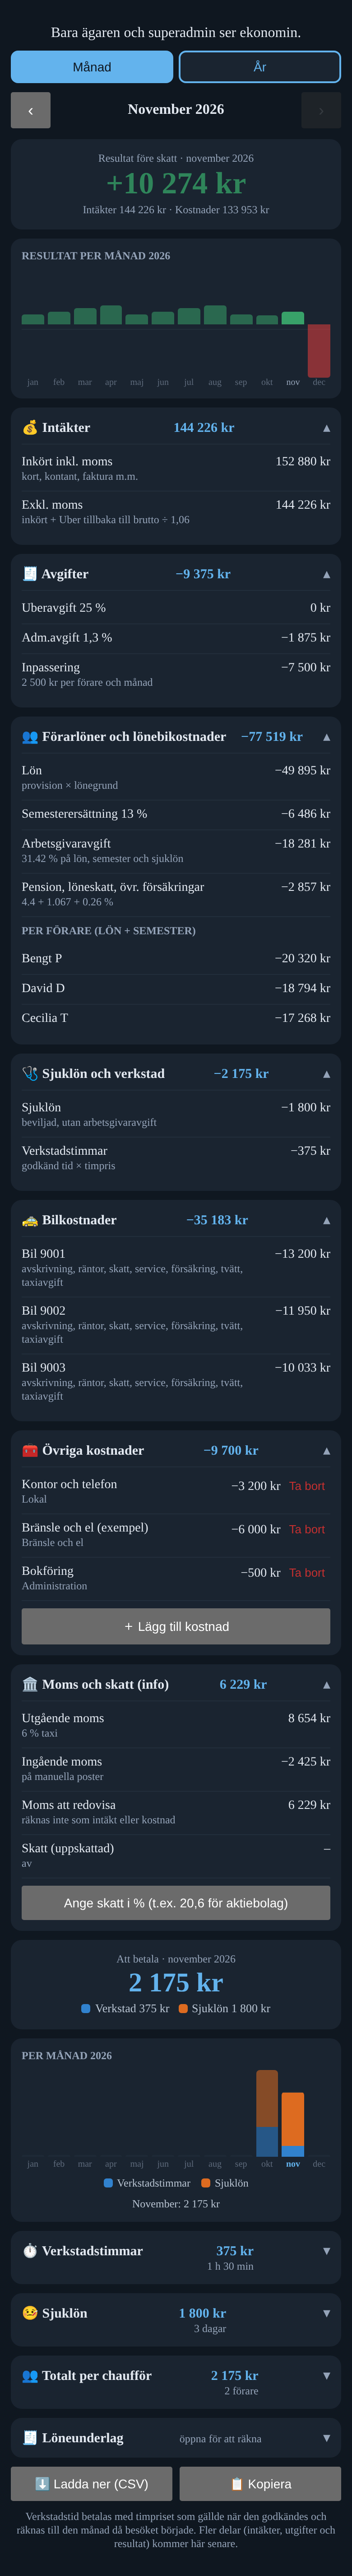 Bara ägaren och superadmin ser ekonomin.
Månad
År
‹
November 2026
›
Resultat före skatt · november 2026
+10 274 kr
Intäkter 144 226 kr · Kostnader 133 953 kr
RESULTAT PER MÅNAD 2026
jan feb mar apr maj jun jul aug sep okt nov dec
💰 Intäkter 144 226 kr ▲
Inkört inkl. moms 152 880 kr
kort, kontant, faktura m.m.
Exkl. moms 144 226 kr
inkört + Uber tillbaka till brutto ÷ 1,06
🧾 Avgifter −9 375 kr ▲
Uberavgift 25 % 0 kr
Adm.avgift 1,3 % −1 875 kr
Inpassering −7 500 kr
2 500 kr per förare och månad
👥 Förarlöner och lönebikostnader −77 519 kr ▲
Lön −49 895 kr
provision × lönegrund
Semesterersättning 13 % −6 486 kr
Arbetsgivaravgift −18 281 kr
31.42 % på lön, semester och sjuklön
Pension, löneskatt, övr. försäkringar −2 857 kr
4.4 + 1.067 + 0.26 %
PER FÖRARE (LÖN + SEMESTER)
Bengt P −20 320 kr
David D −18 794 kr
Cecilia T −17 268 kr
🩺 Sjuklön och verkstad −2 175 kr ▲
Sjuklön −1 800 kr
beviljad, utan arbetsgivaravgift
Verkstadstimmar −375 kr
godkänd tid × timpris
🚕 Bilkostnader −35 183 kr ▲
Bil 9001 −13 200 kr
avskrivning, räntor, skatt, service, försäkring, tvätt,
taxiavgift
Bil 9002 −11 950 kr
avskrivning, räntor, skatt, service, försäkring, tvätt,
taxiavgift
Bil 9003 −10 033 kr
avskrivning, räntor, skatt, service, försäkring, tvätt,
taxiavgift
🧰 Övriga kostnader −9 700 kr ▲
Kontor och telefon −3 200 kr Ta bort
Lokal
Bränsle och el (exempel) −6 000 kr Ta bort
Bränsle och el
Bokföring −500 kr Ta bort
Administration
+ Lägg till kostnad
🏛️ Moms och skatt (info) 6 229 kr ▲
Utgående moms 8 654 kr
6 % taxi
Ingående moms −2 425 kr
på manuella poster
Moms att redovisa 6 229 kr
räknas inte som intäkt eller kostnad
Skatt (uppskattad) –
av
Ange skatt i % (t.ex. 20,6 för aktiebolag)
Att betala · november 2026
2 175 kr
Verkstad 375 kr Sjuklön 1 800 kr
PER MÅNAD 2026
jan feb mar apr maj jun jul aug sep okt nov dec
Verkstadstimmar Sjuklön
November: 2 175 kr
⏱️ Verkstadstimmar 375 kr ▼
1 h 30 min
🤒 Sjuklön 1 800 kr ▼
3 dagar
👥 Totalt per chaufför 2 175 kr ▼
2 förare
🧾 Löneunderlag öppna för att räkna ▼
⬇️ Ladda ner (CSV)
📋 Kopiera
Verkstadstid betalas med timpriset som gällde när den godkändes och
räknas till den månad då besöket började. Fler delar (intäkter, utgifter och
resultat) kommer här senare.